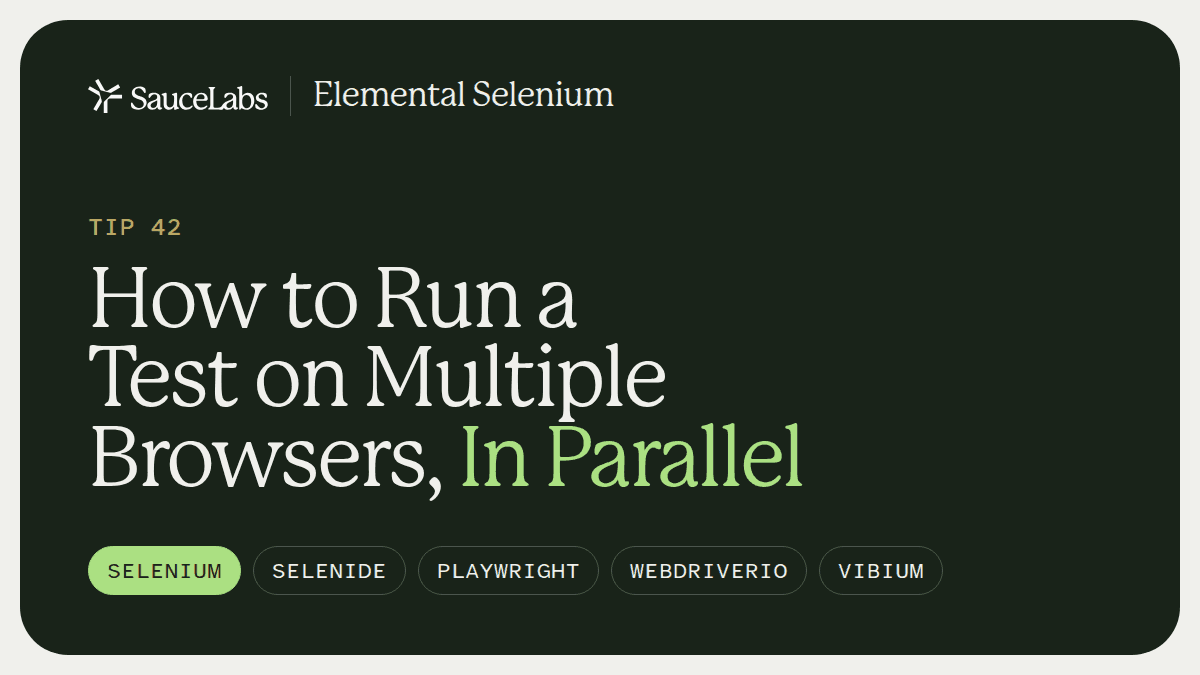 SauceLabs
Elemental Selenium
TIP 42
How to Run a
Test on Multiple
Browsers, In Parallel
SELENIUM SELENIDE PLAYWRIGHT WEBDRIVERIO VIBIUM